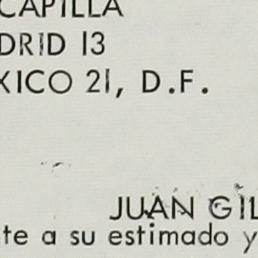 CAPILLA
DRID 13
XICO 21, D.F.
JUAN GIL
te a su estimado y